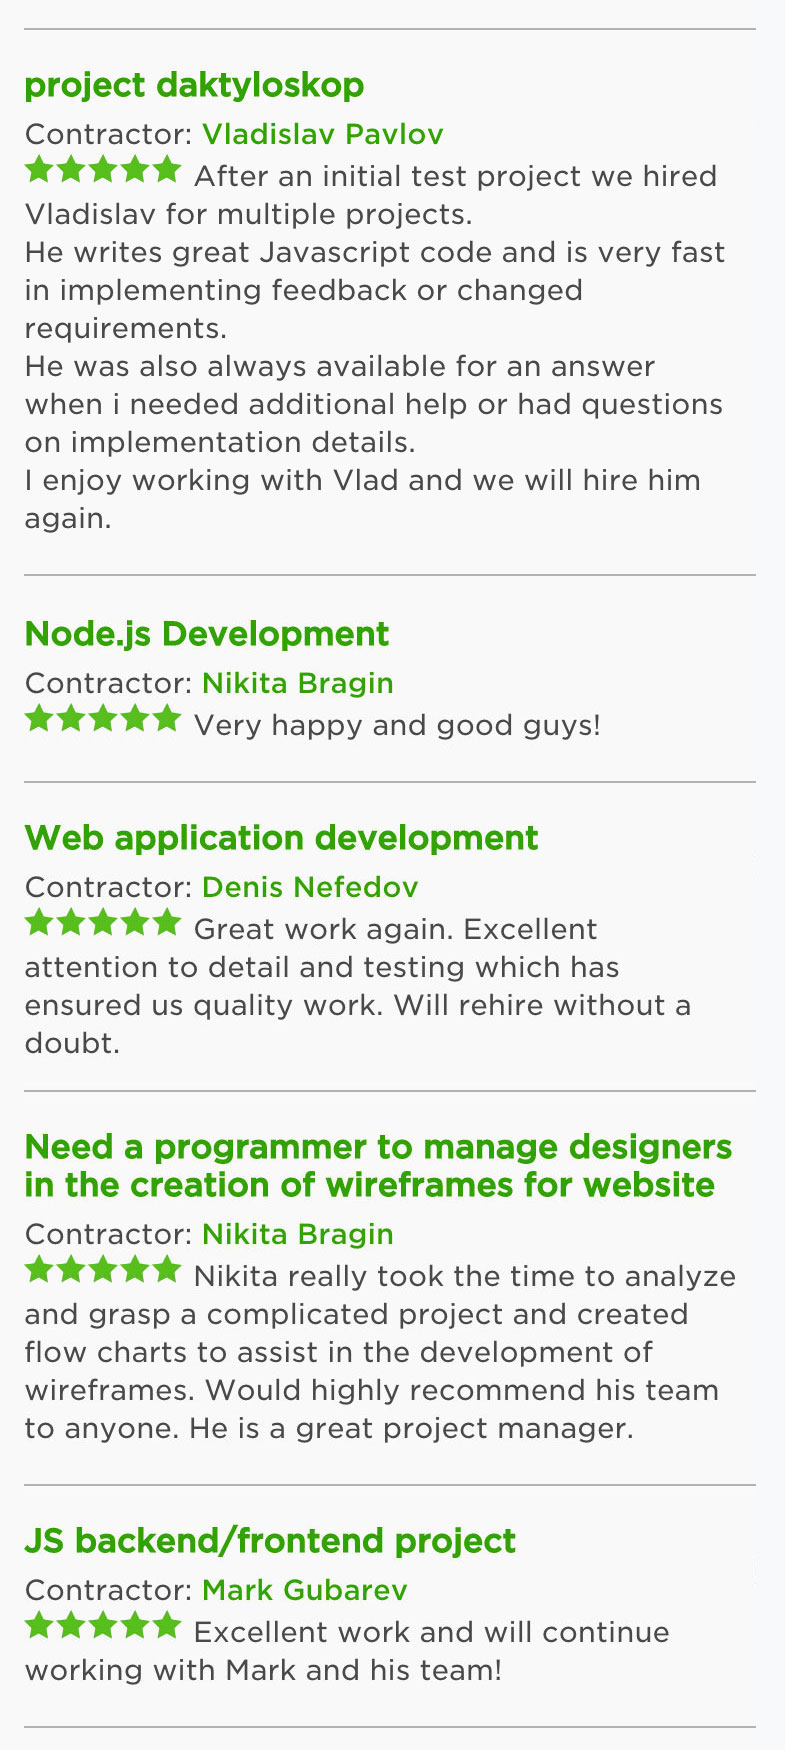 project daktyloskop
Contractor: Vladislav Pavlov
After an initial test project we hired
Vladislav for multiple projects.
He writes great Javascript code and is very fast
in implementing feedback or changed
requirements.
He was also always available for an answer
when i needed additional help or had questions
on implementation details.
I enjoy working with Vlad and we will hire him
again.
Node.js Development
Contractor: Nikita Bragin
Very happy and good guys!
Web application development
Contractor: Denis Nefedov
Great work again. Excellent
attention to detail and testing which has
ensured us quality work. Will rehire without a
doubt.
Need a programmer to manage designers
in the creation of wireframes for website
Contractor: Nikita Bragin
Nikita really took the time to analyze
and grasp a complicated project and created
flow charts to assist in the development of
wireframes. Would highly recommend his team
to anyone. He is a great project manager.
JS backend/frontend project
Contractor: Mark Gubarev
Excellent work and will continue
working with Mark and his team!